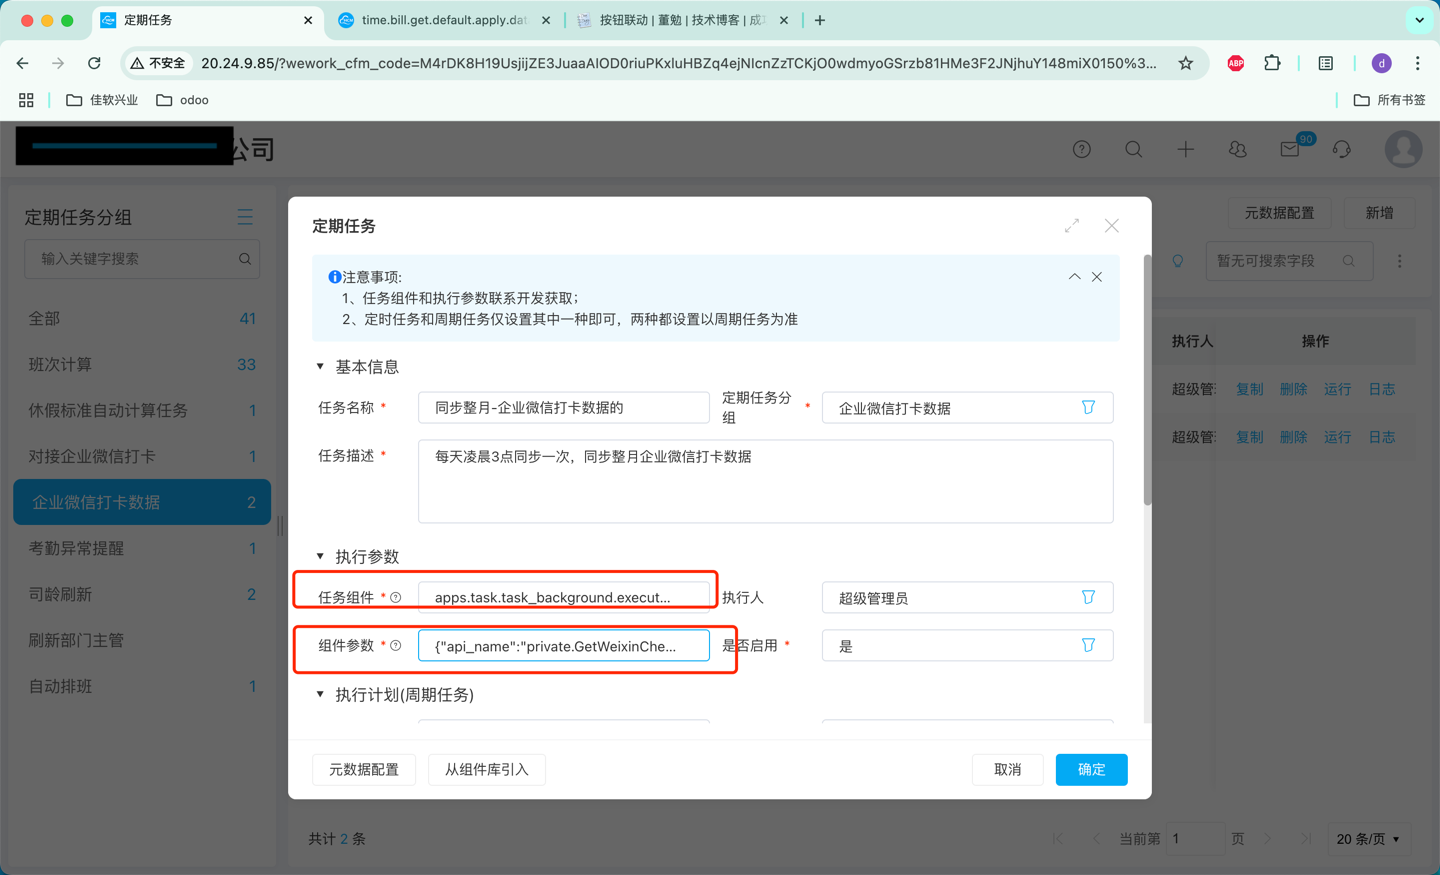 定期任务
time.bill.get.default.apply.dat
按钮联动 | 董勉 | 技术博客 | 成功
不安全
20.24.9.85/?wework_cfm_code=M4rDK8H19UsjijZE3JuaaAIOD0riuPKxluHBZq4ejNIcnZzTCKjO0wdmyoGSrzb81HMe3F2JNjhuY148miX0150%3...
ABP
d
佳软兴业
odoo
所有书签
公司
90
定期任务分组
输入关键字搜索
全部 41
班次计算 33
休假标准自动计算任务 1
对接企业微信打卡 1
企业微信打卡数据 2
考勤异常提醒 1
司龄刷新 2
刷新部门主管
自动排班 1
元数据配置
新增
暂无可搜索字段
执行人
操作
超级管理
复制
删除
运行
日志
超级管理
复制
删除
运行
日志
定期任务
注意事项:
1、任务组件和执行参数联系开发获取；
2、定时任务和周期任务仅设置其中一种即可，两种都设置以周期任务为准
基本信息
任务名称 *
同步整月-企业微信打卡数据的
定期任务分组 *
企业微信打卡数据
任务描述 *
每天凌晨3点同步一次，同步整月企业微信打卡数据
执行参数
任务组件 *
apps.task.task_background.execut...
执行人
超级管理员
组件参数 *
{"api_name":"private.GetWeixinChe...
是否启用 *
是
执行计划(周期任务)
元数据配置
从组件库引入
取消
确定
共计 2 条
当前第 1 页
20 条/页